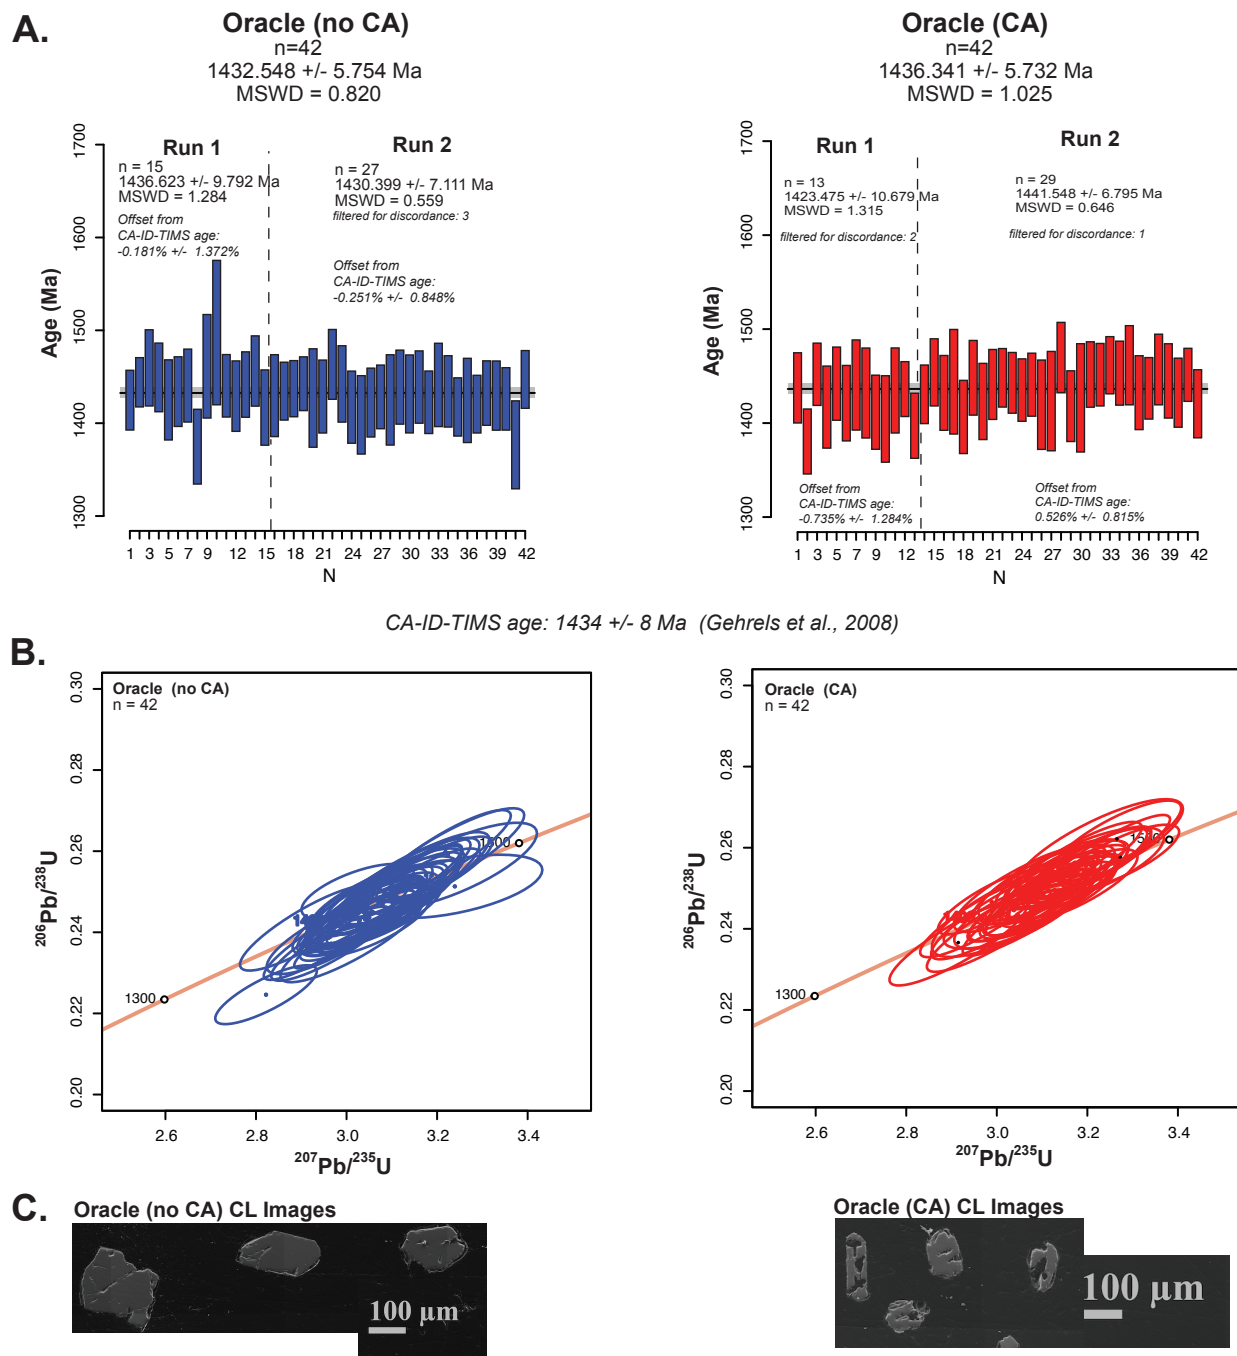 A.
Oracle (no CA)
n=42
1432.548 +/- 5.754 Ma
MSWD = 0.820
Run 1
n = 15
1436.623 +/- 9.792 Ma
MSWD = 1.284
Offset from
CA-ID-TIMS age:
-0.181% +/- 1.372%
Run 2
n = 27
1430.399 +/- 7.111 Ma
MSWD = 0.559
filtered for discordance: 3
Offset from
CA-ID-TIMS age:
-0.251% +/- 0.848%
Age (Ma)
1700
1600
1500
1400
1300
1 3 5 7 9 12 15 18 21 24 27 30 33 36 39 42
N
Oracle (CA)
n=42
1436.341 +/- 5.732 Ma
MSWD = 1.025
Run 1
n = 13
1423.475 +/- 10.679 Ma
MSWD = 1.315
filtered for discordance: 2
Run 2
n = 29
1441.548 +/- 6.795 Ma
MSWD = 0.646
filtered for discordance: 1
Offset from
CA-ID-TIMS age:
-0.735% +/- 1.284%
Offset from
CA-ID-TIMS age:
0.526% +/- 0.815%
Age (Ma)
1700
1600
1500
1400
1300
1 3 5 7 9 12 15 18 21 24 27 30 33 36 39 42
N
CA-ID-TIMS age: 1434 +/- 8 Ma (Gehrels et al., 2008)
B.
Oracle (no CA)
n = 42
0.30
0.28
0.26
0.24
0.22
0.20
206Pb/238U
1500
1300
2.6 2.8 3.0 3.2 3.4
207Pb/235U
Oracle (CA)
n = 42
0.30
0.28
0.26
0.24
0.22
0.20
206Pb/238U
1500
1300
2.6 2.8 3.0 3.2 3.4
207Pb/235U
C.
Oracle (no CA) CL Images
100 µm
Oracle (CA) CL Images
100 µm